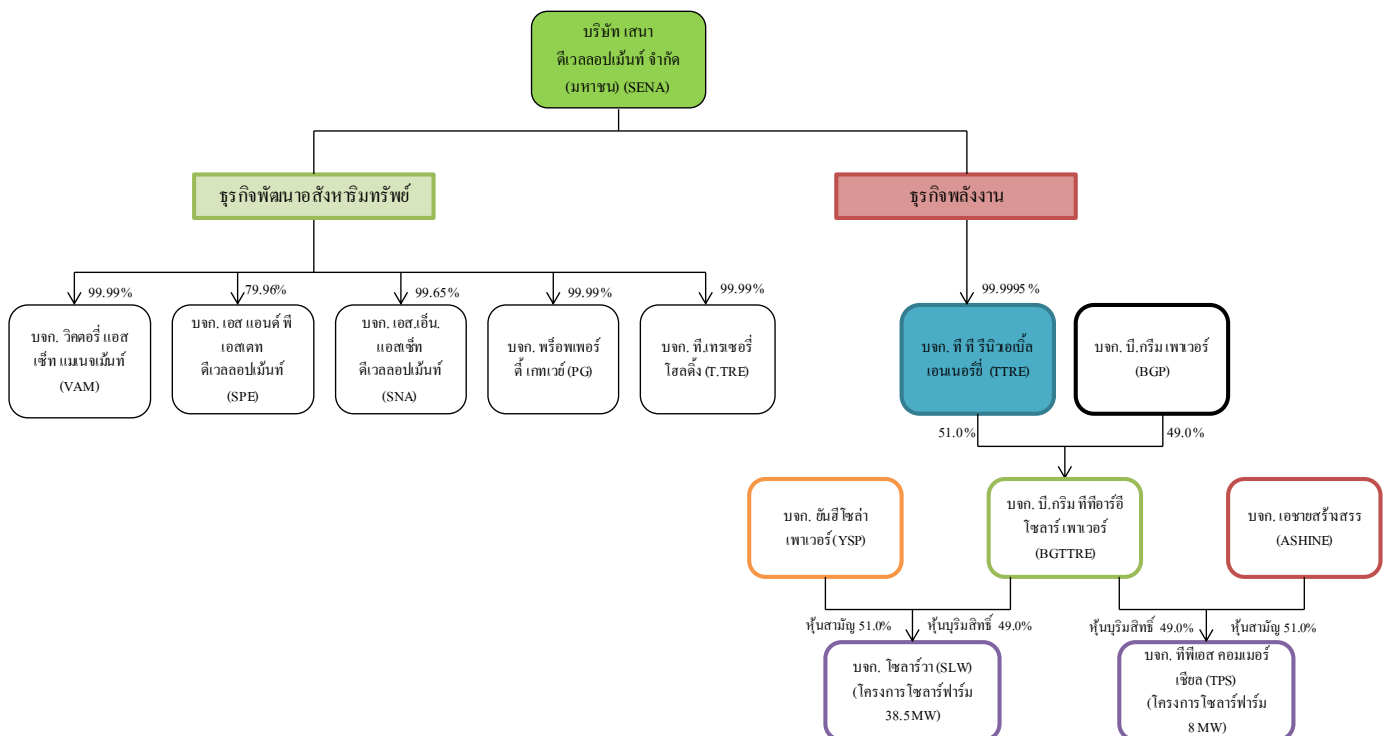 บริษัท เสนา
ดีเวลลอปเม้นท์ จำกัด
(มหาชน) (SENA)
ธุรกิจพัฒนาอสังหาริมทรัพย์
ธุรกิจพลังงาน
99.99%
79.96%
99.65%
99.99%
99.99%
99.9995%
บจก. วิคตอรี่ แอส
เซ็ท แมเนจเม้นท์
(VAM)
บจก. เอส แอนด์ พี
เอสเตท
ดีเวลลอปเม้นท์
(SPE)
บจก. เอส.เอ็น.
แอสเซ็ท
ดีเวลลอปเม้นท์
(SNA)
บจก. พร็อพเพอร์
ตี้ เกทเวย์ (PG)
บจก. ที.เทรเซอรี่
โฮลดิ้ง (T.TRE)
บจก. ที ที รีนิวเอเบิ้ล
เอนเนอร์ยี่ (TTRE)
บจก. บี.กรีม เพาเวอร์
(BGP)
51.0%
49.0%
บจก. ยันฮีโซล่า
เพาเวอร์ (YSP)
บจก. บี.กริม ทีทีอาร์อี
โซลาร์ เพาเวอร์
(BGTTRE)
บจก. เอชายสร้างสรร
(ASHINE)
หุ้นสามัญ 51.0%
หุ้นบุริมสิทธิ์ 49.0%
หุ้นบุริมสิทธิ์ 49.0%
หุ้นสามัญ 51.0%
บจก. โซลาร์วา (SLW)
(โครงการโซลาร์ฟาร์ม
38.5MW)
บจก. ทีพีเอส คอมเมอร์
เชียล (TPS)
(โครงการโซลาร์ฟาร์ม
8 MW)